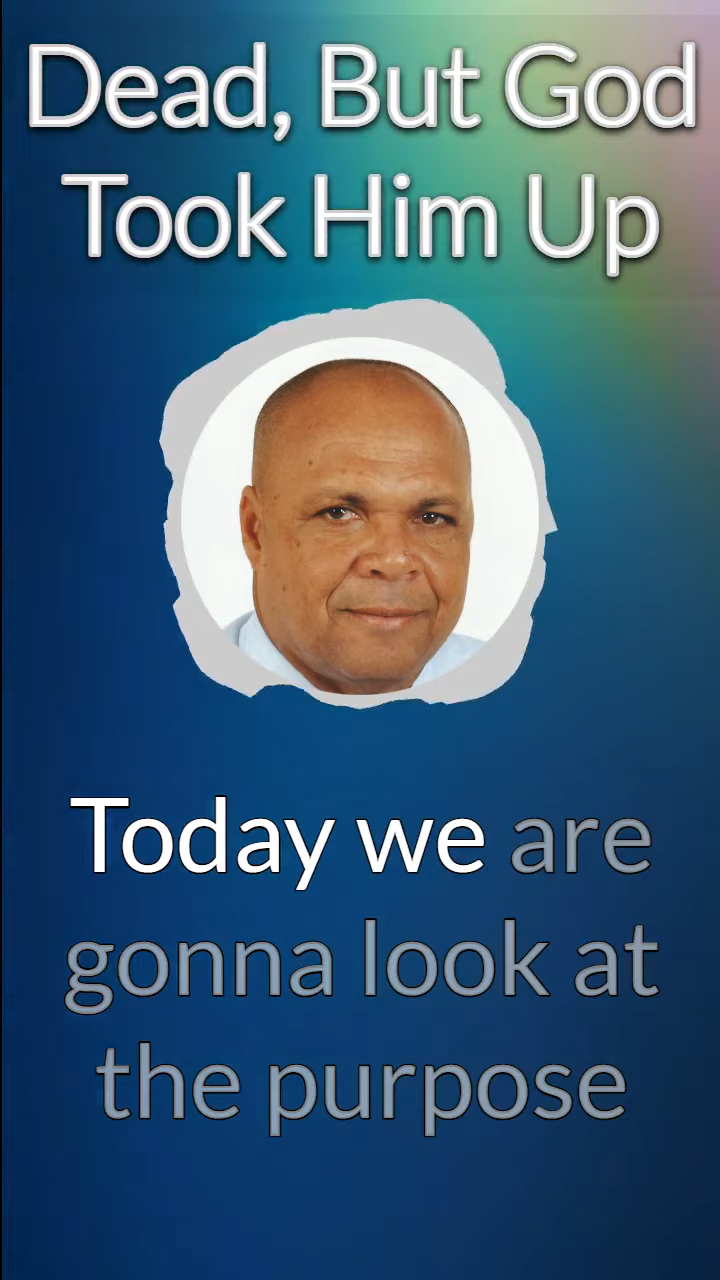 Dead, But God
Took Him Up
Today we are
gonna look at
the purpose